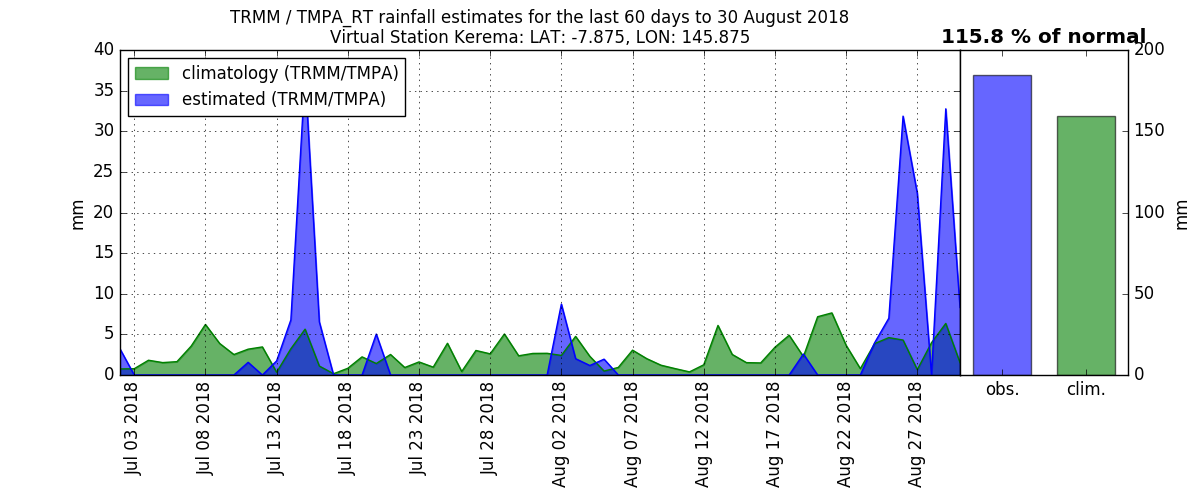 TRMM / TMPA_RT rainfall estimates for the last 60 days to 30 August 2018
Virtual Station Kerema: LAT: -7.875, LON: 145.875
115.8 % of normal
climatology (TRMM/TMPA)
estimated (TRMM/TMPA)
40
35
30
25
20
15
10
5
0
mm
Jul 03 2018
Jul 08 2018
Jul 13 2018
Jul 18 2018
Jul 23 2018
Jul 28 2018
Aug 02 2018
Aug 07 2018
Aug 12 2018
Aug 17 2018
Aug 22 2018
Aug 27 2018
obs.
clim.
200
150
100
50
0
mm